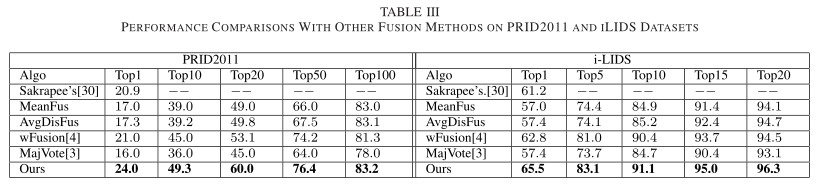 TABLE III
PERFORMANCE COMPARISONS WITH OTHER FUSION METHODS ON PRID2011 AND ILIDS DATASETS
PRID2011 i-LIDS
Algo Top1 Top10 Top20 Top50 Top100 Algo Top1 Top5 Top10 Top15 Top20
Sakrapee's[30] 20.9 −− −− −− −− Sakrapee's.[30] 61.2 −− −− −− −−
MeanFus 17.0 39.0 49.0 66.0 83.0 MeanFus 57.0 74.4 84.9 91.4 94.1
AvgDisFus 17.3 39.2 49.8 67.5 83.1 AvgDisFus 57.4 74.1 85.2 92.4 94.7
wFusion[4] 21.0 45.0 53.1 74.2 81.3 wFusion[4] 62.8 81.0 90.4 93.7 94.5
MajVote[3] 16.0 36.0 45.0 64.0 78.0 MajVote[3] 57.4 73.7 84.7 90.4 93.1
Ours 24.0 49.3 60.0 76.4 83.2 Ours 65.5 83.1 91.1 95.0 96.3